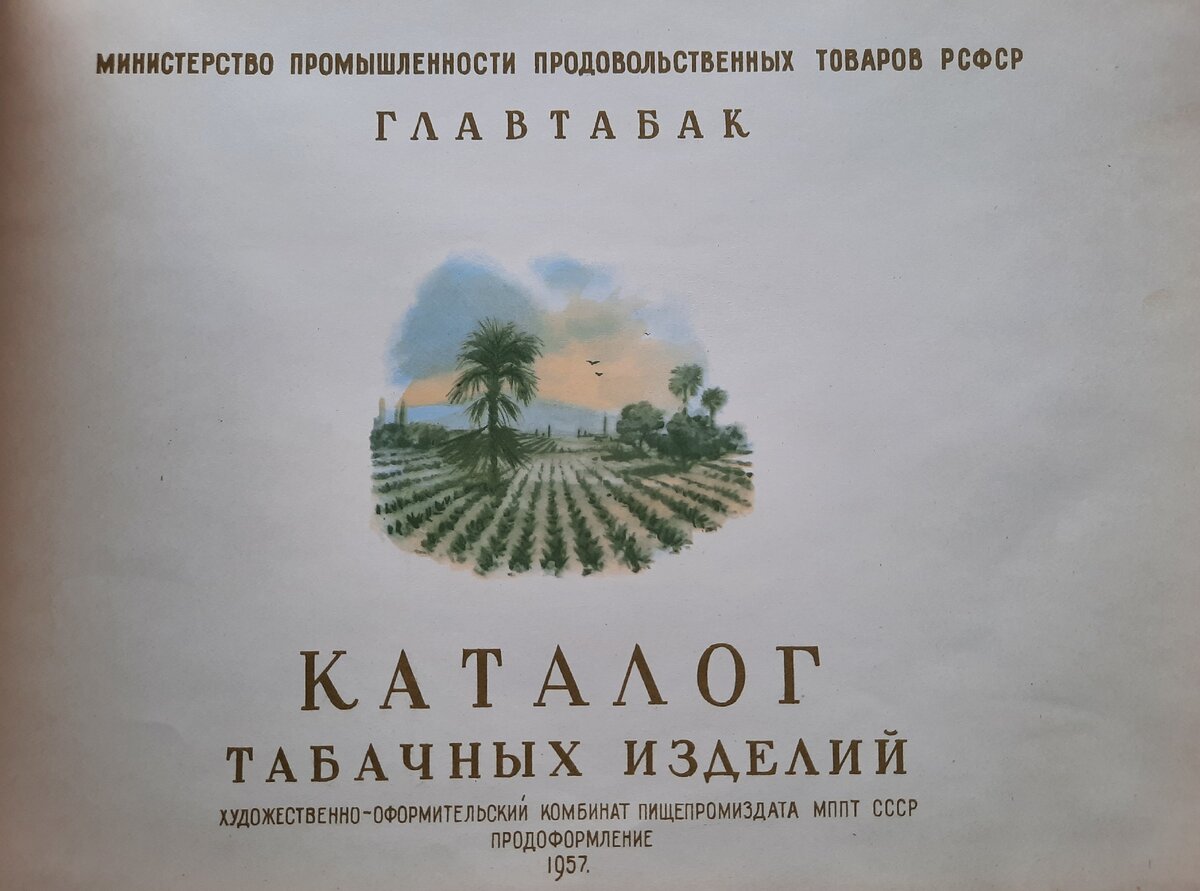 МИНИСТЕРСТВО ПРОМЫШЛЕННОСТИ ПРОДОВОЛЬСТВЕННЫХ ТОВАРОВ РСФСР
ГЛАВТАБАК
КАТАЛОГ
ТАБАЧНЫХ ИЗДЕЛИЙ
ХУДОЖЕСТВЕННО-ОФОРМИТЕЛЬСКИЙ КОМБИНАТ ПИЩЕПРОМИЗДАТА МППТ СССР
ПРОДОФОРМЛЕНИЕ
1957.